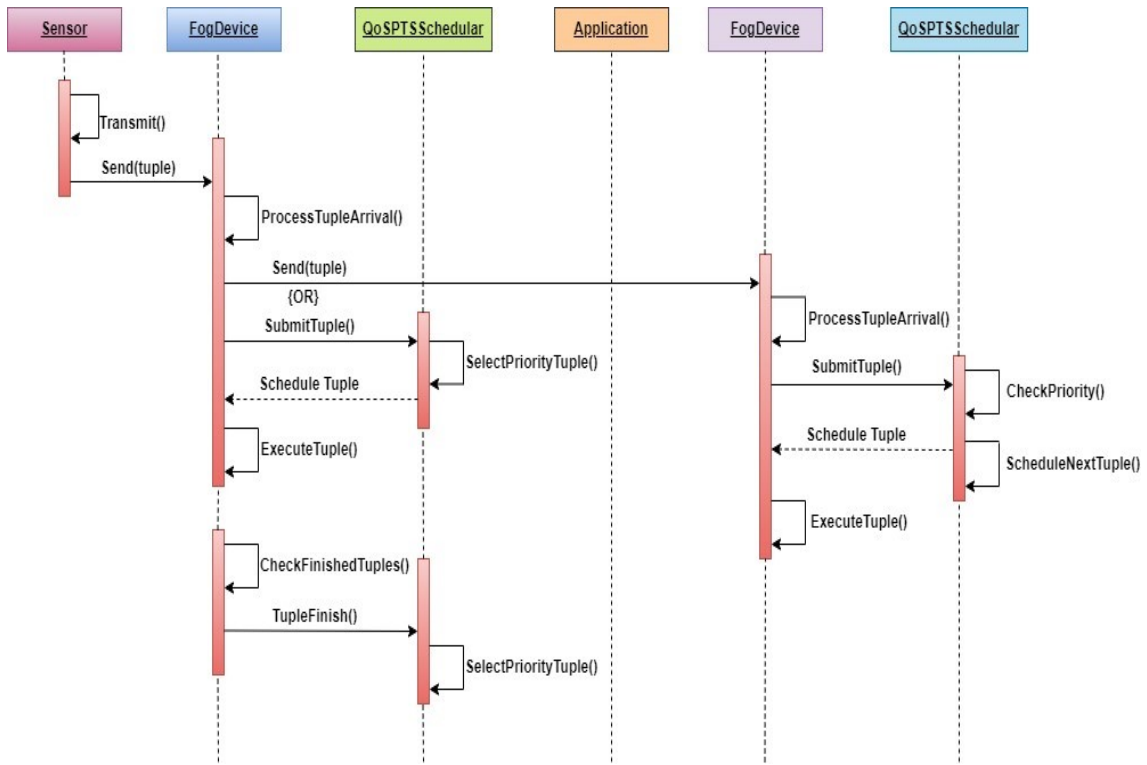 Sensor
FogDevice
QoSPTSSchedular
Application
FogDevice
QoSPTSSchedular
Transmit()
Send(tuple)
ProcessTupleArrival()
Send(tuple)
{OR}
SubmitTuple()
SelectPriorityTuple()
Schedule Tuple
ExecuteTuple()
ProcessTupleArrival()
SubmitTuple()
CheckPriority()
Schedule Tuple
ScheduleNextTuple()
ExecuteTuple()
CheckFinishedTuples()
TupleFinish()
SelectPriorityTuple()